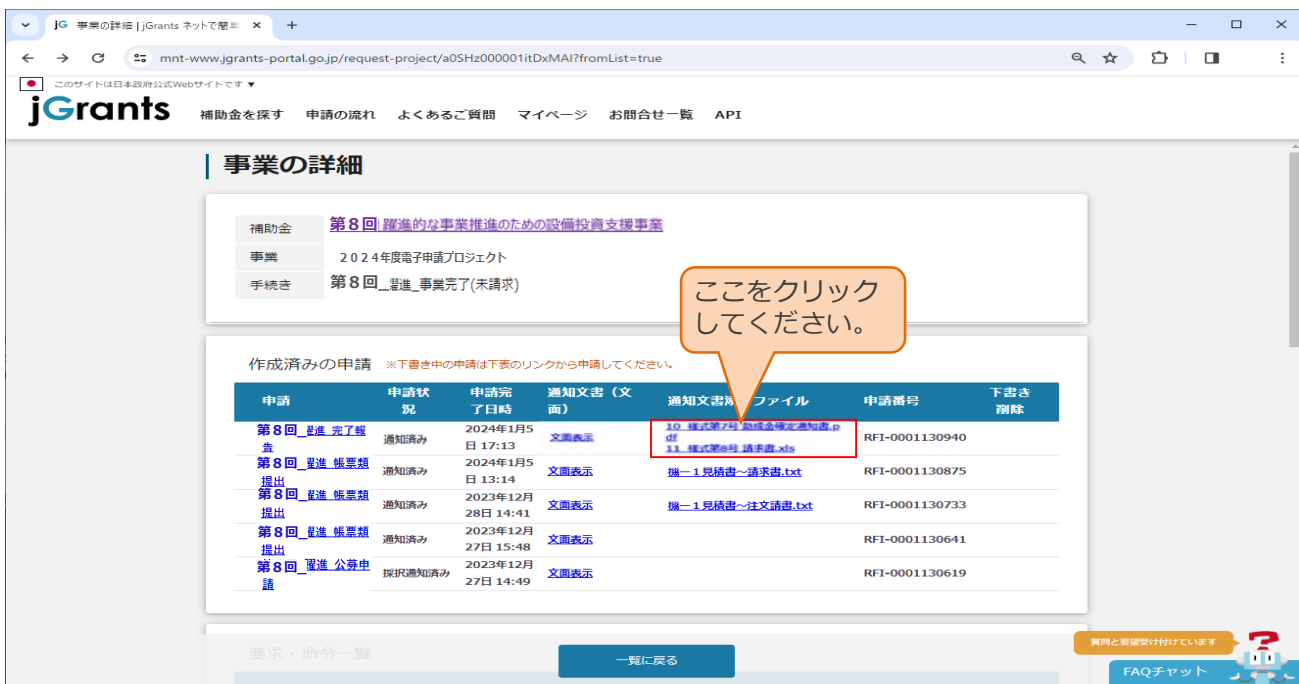 jG 事業の詳細 | jGrants ネットで簡単
mnt-www.jgrants-portal.go.jp/request-project/a0SHz000001itDxMAI?fromList=true
このサイトは日本政府公式Webサイトです ▼
jGrants 補助金を探す 申請の流れ よくあるご質問 マイページ お問合せ一覧 API
事業の詳細
補助金 第8回 躍進的な事業推進のための設備投資支援事業
事業 2024年度電子申請プロジェクト
手続き 第8回_躍進_事業完了(未請求)
ここをクリック
してください。
作成済みの申請 ※下書き中の申請は下表のリンクから申請してください。
申請 申請状況 申請完了日時 通知文書（文面） 通知文書添 ファイル 申請番号 下書き削除
第8回_躍進_完了報告 通知済み 2024年1月5日 17:13 文面表示 10_様式第7号_助成金確定通知書.pdf 11_様式第8号_請求書.xls RFI-0001130940
第8回_躍進_帳票類提出 通知済み 2024年1月5日 13:14 文面表示 機－1見積書～請求書.txt RFI-0001130875
第8回_躍進_帳票類提出 通知済み 2023年12月28日 14:41 文面表示 機－1見積書～注文請書.txt RFI-0001130733
第8回_躍進_帳票類提出 通知済み 2023年12月27日 15:48 文面表示 RFI-0001130641
第8回_躍進_公募申請 採択通知済み 2023年12月27日 14:49 文面表示 RFI-0001130619
要求・命令一覧
一覧に戻る
質問と要望受け付けています
FAQチャット